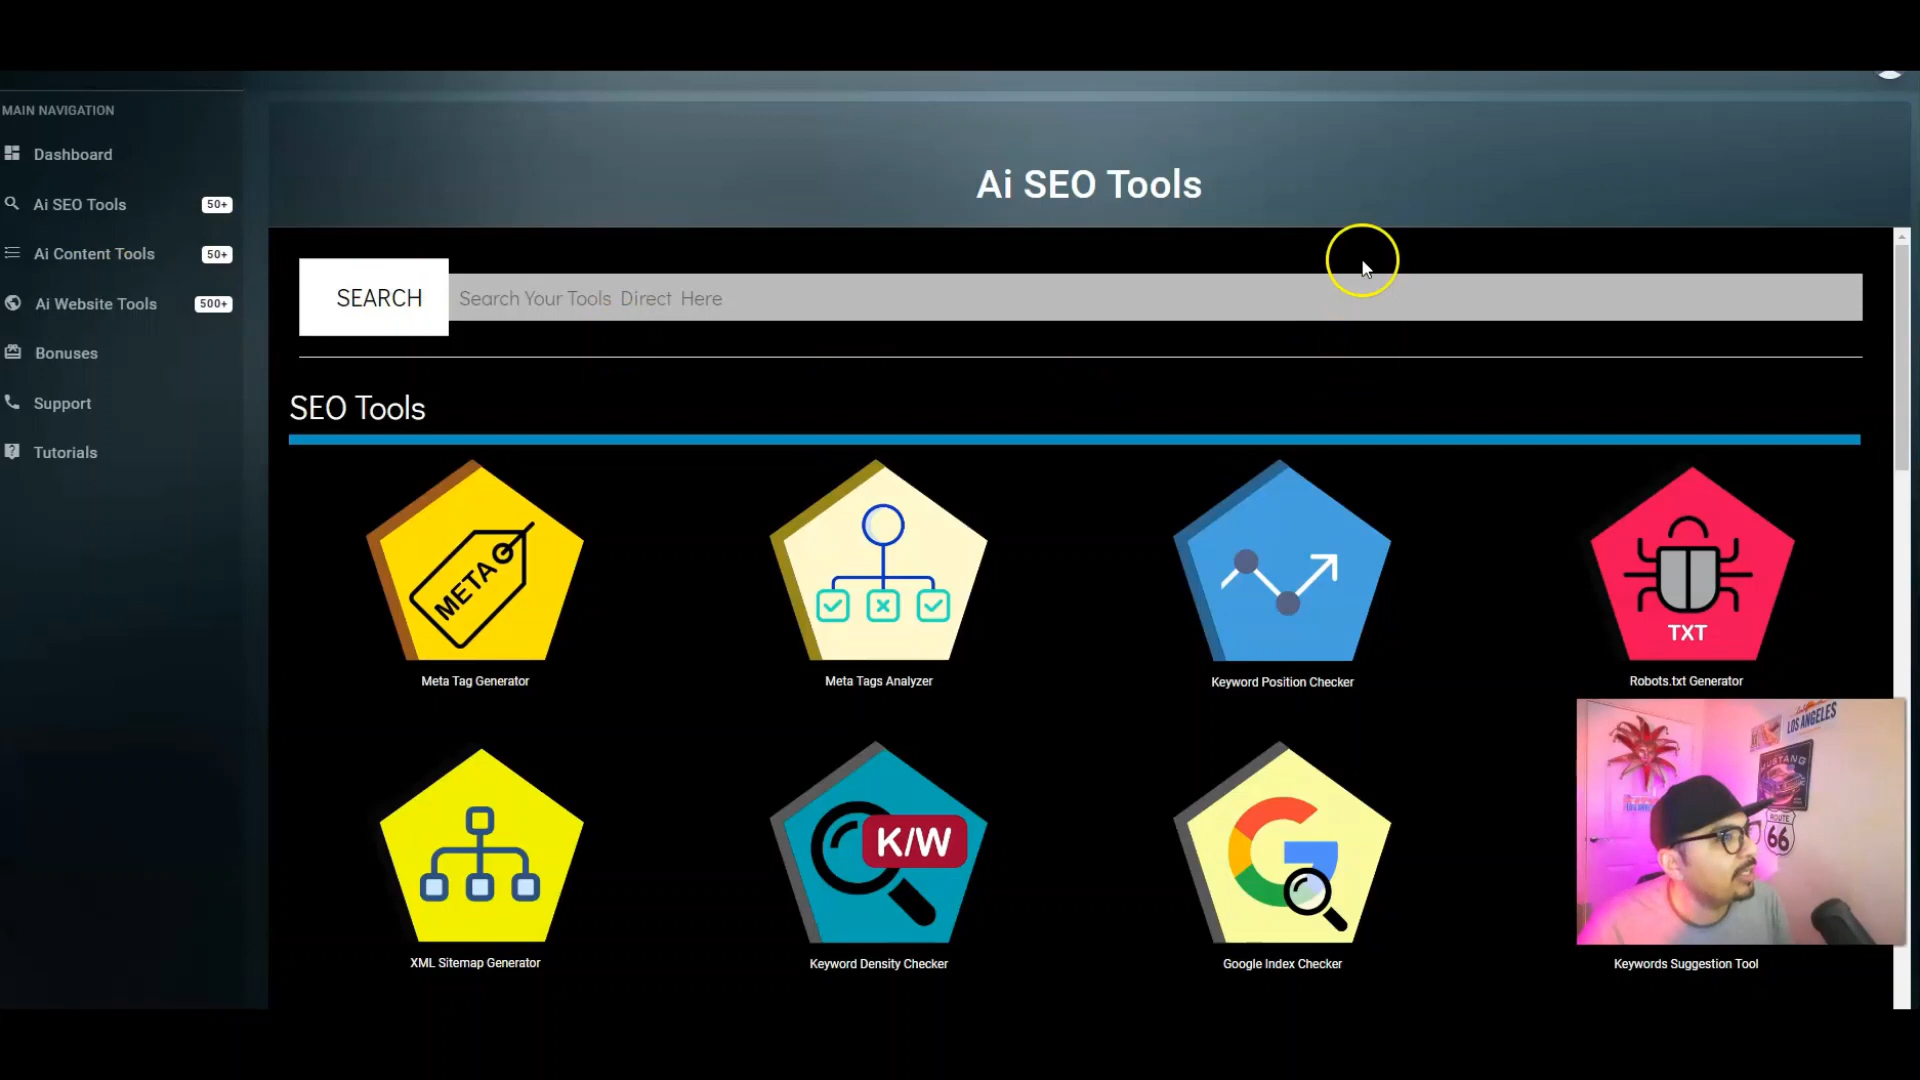 MAIN NAVIGATION
Dashboard
Ai SEO Tools 50+
Ai Content Tools 50+
Ai Website Tools 500+
Bonuses
Support
Tutorials
Ai SEO Tools
SEARCH Search Your Tools Direct Here
SEO Tools
META
TXT
Meta Tag Generator
Meta Tags Analyzer
Keyword Position Checker
Robots.txt Generator
K/W
LOS ANGELES
MUSTANG
ROUTE
66
XML Sitemap Generator
Keyword Density Checker
Google Index Checker
Keywords Suggestion Tool